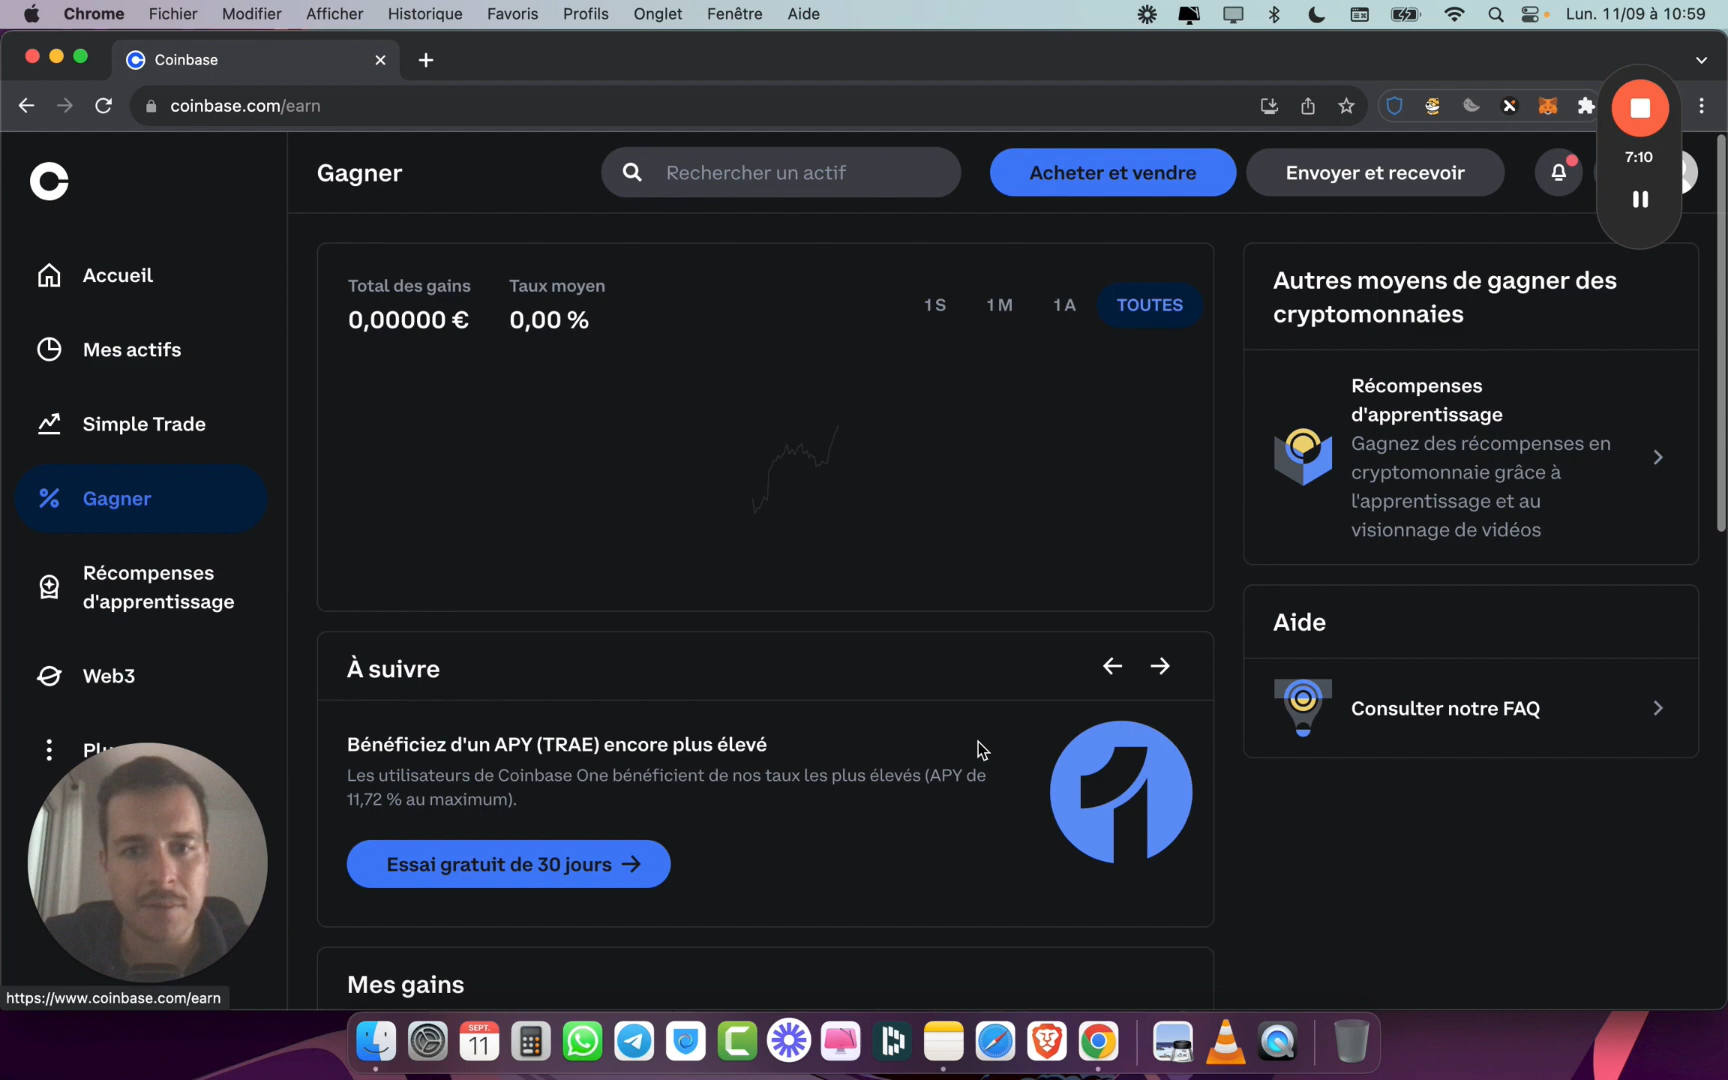 Chrome Fichier Modifier Afficher Historique Favoris Profils Onglet Fenêtre Aide Lun. 11/09 à 10:59
Coinbase
coinbase.com/earn
7:10
Gagner
Rechercher un actif
Acheter et vendre
Envoyer et recevoir
Accueil
Mes actifs
Simple Trade
Gagner
Récompenses
d'apprentissage
Web3
Total des gains
0,00000 €
Taux moyen
0,00 %
1 S
1 M
1 A
TOUTES
À suivre
Bénéficiez d'un APY (TRAE) encore plus élevé
Les utilisateurs de Coinbase One bénéficient de nos taux les plus élevés (APY de
11,72 % au maximum).
Essai gratuit de 30 jours →
Mes gains
Autres moyens de gagner des
cryptomonnaies
Récompenses
d'apprentissage
Gagnez des récompenses en
cryptomonnaie grâce à
l'apprentissage et au
visionnage de vidéos
Aide
Consulter notre FAQ
https://www.coinbase.com/earn
SEPT.
11